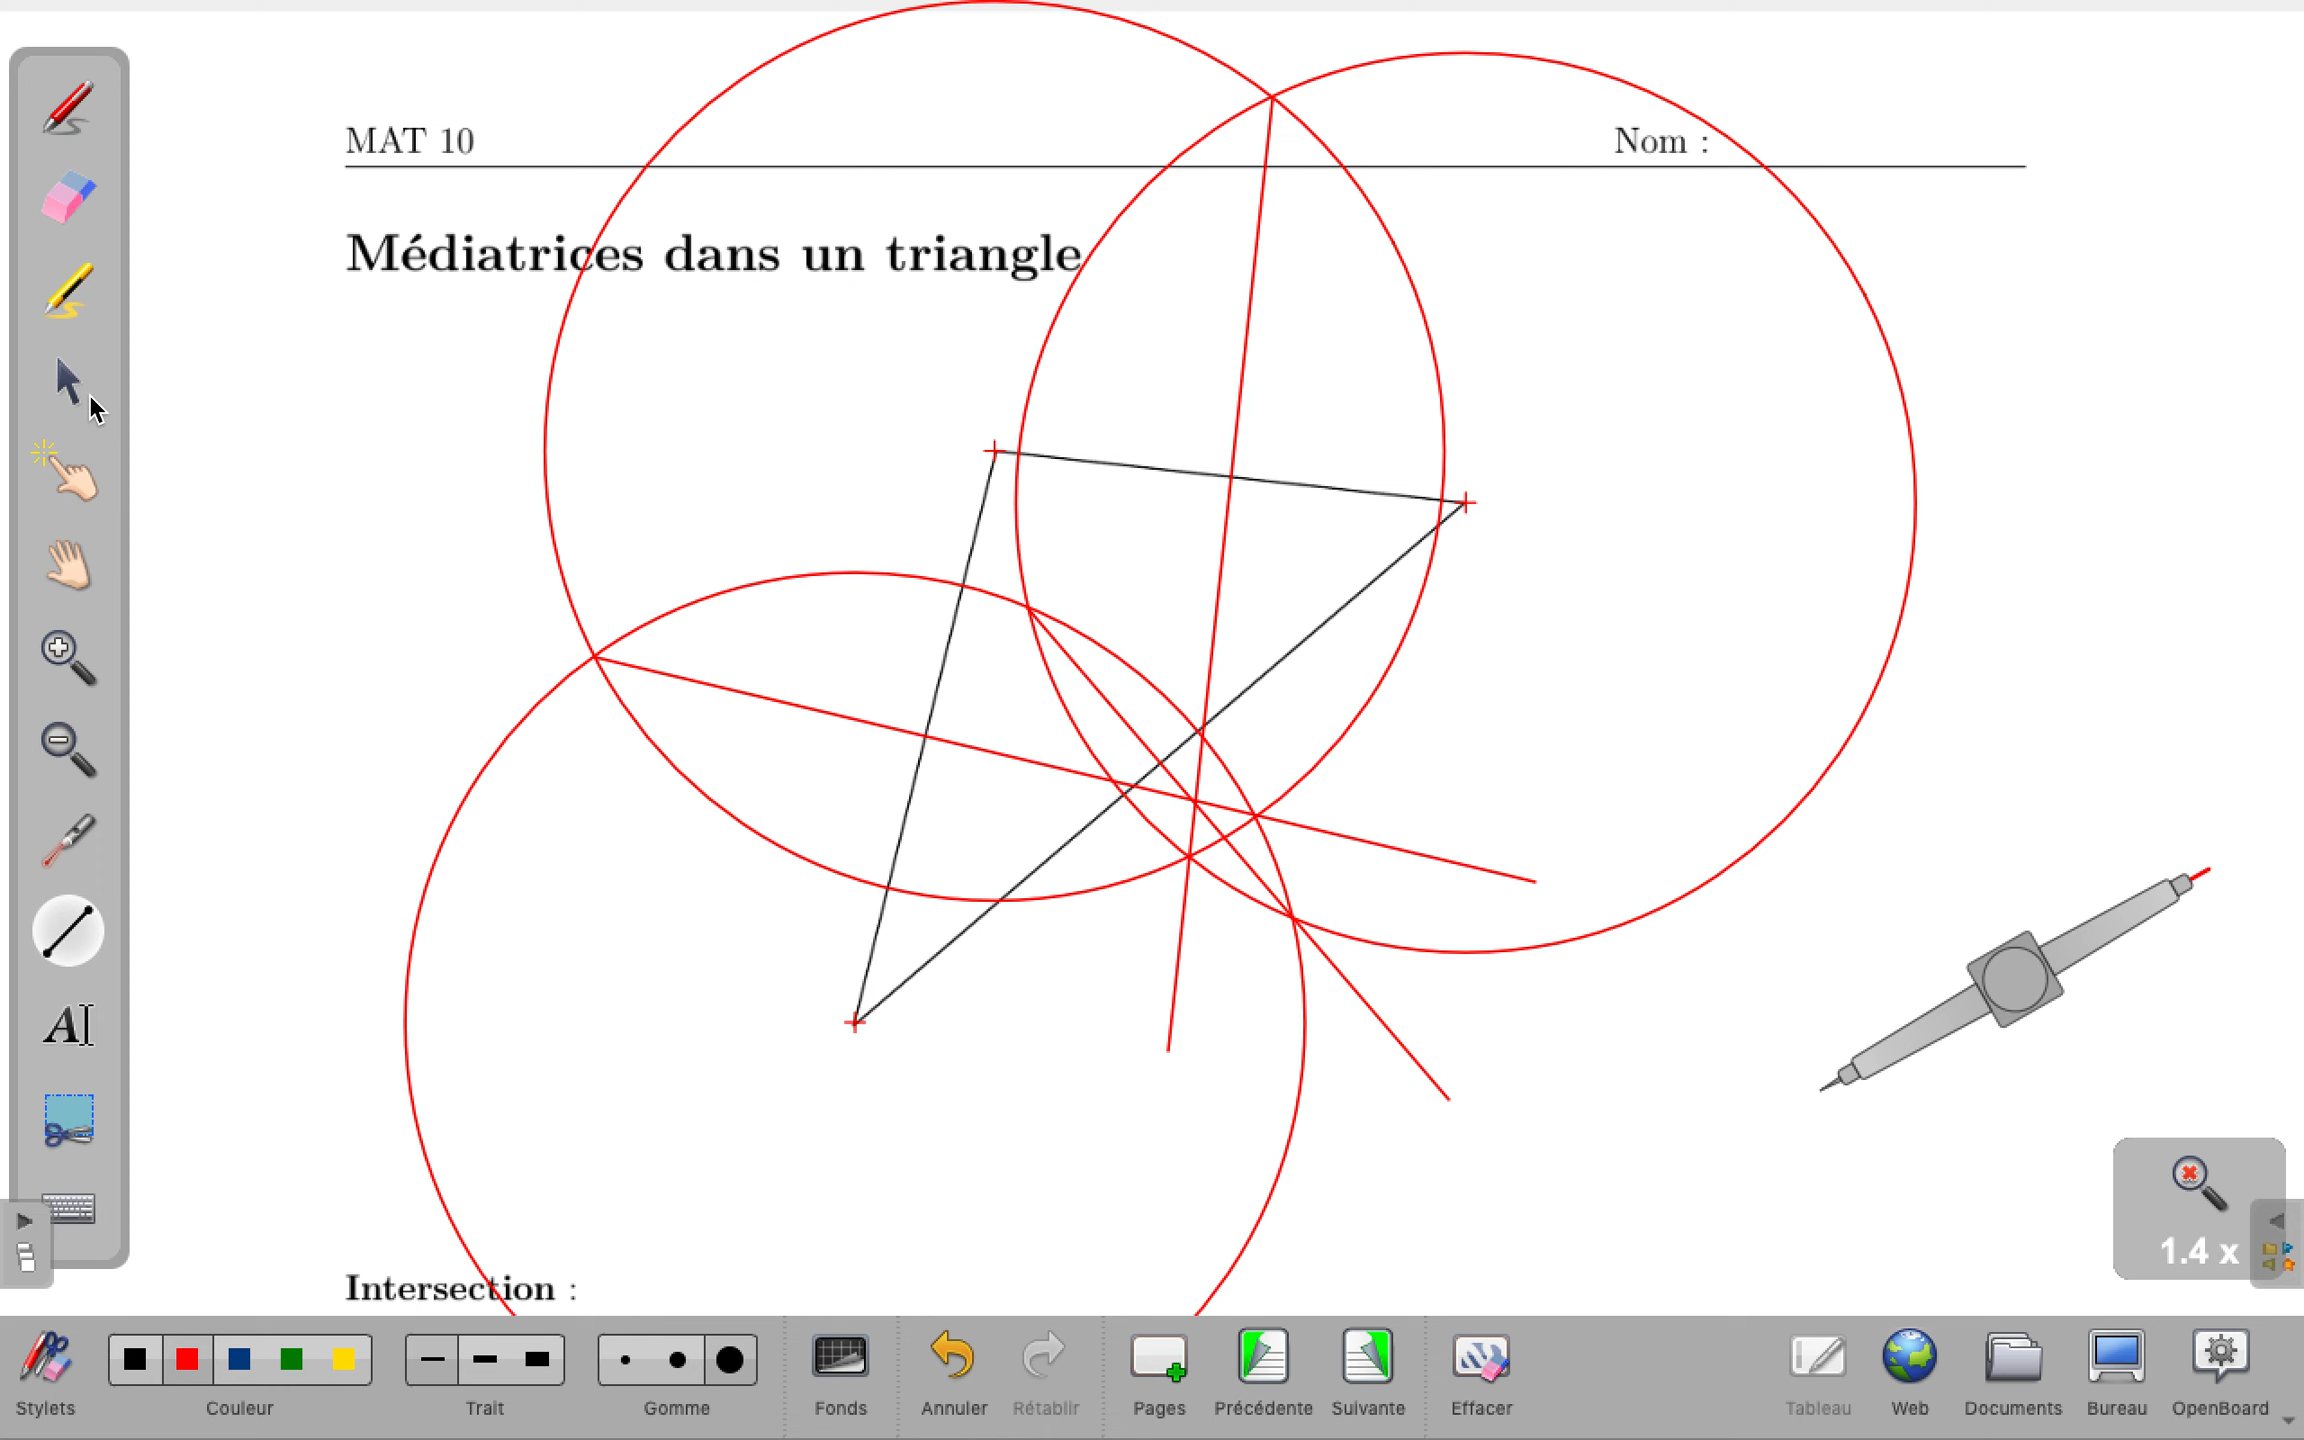 MAT 10 Nom :
Médiatrices dans un triangle
A
Intersection :
1.4 x
Stylets Couleur Trait Gomme Fonds Annuler Rétablir Pages Précédente Suivante Effacer Tableau Web Documents Bureau OpenBoard